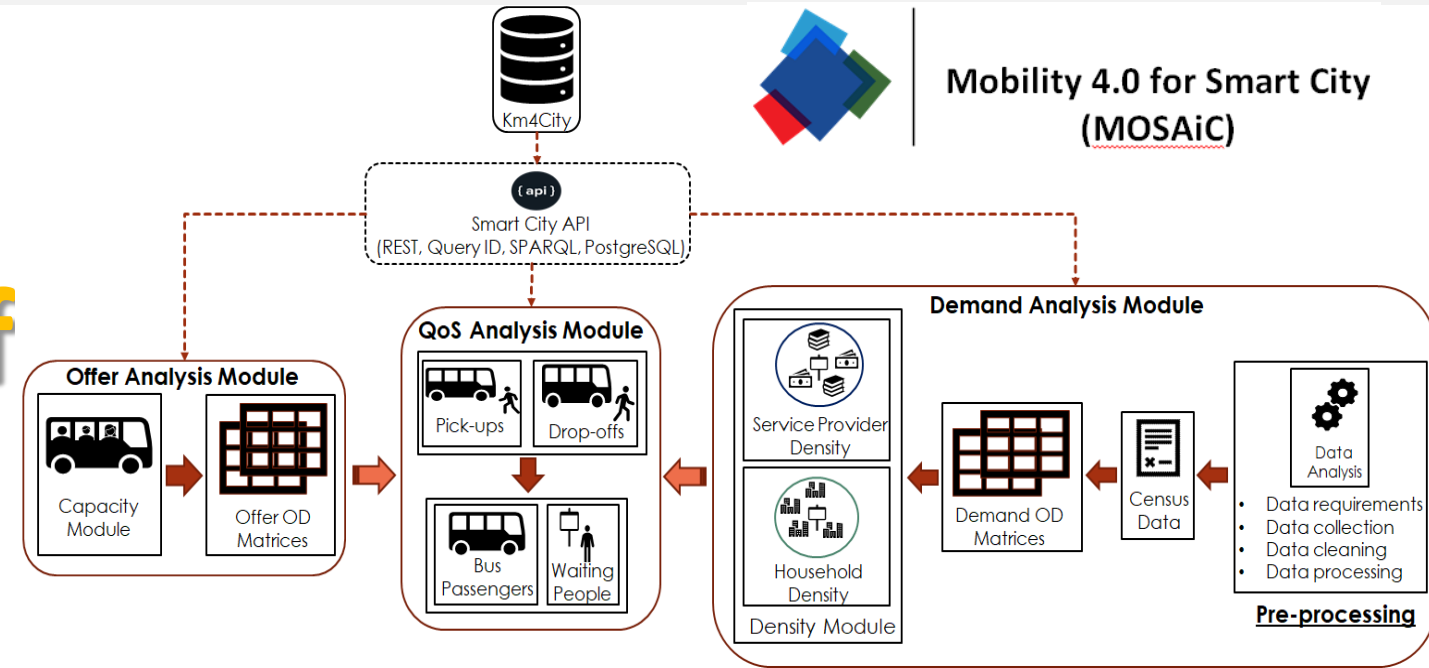 Km4City
Mobility 4.0 for Smart City
(MOSAiC)
{ api }
Smart City API
(REST, Query ID, SPARQL, PostgreSQL)
Offer Analysis Module
Capacity
Module
Offer OD
Matrices
QoS Analysis Module
Pick-ups
Drop-offs
Bus
Passengers
Waiting
People
Demand Analysis Module
Service Provider
Density
Household
Density
Density Module
Demand OD
Matrices
Census
Data
Data
Analysis
• Data requirements
• Data collection
• Data cleaning
• Data processing
Pre-processing